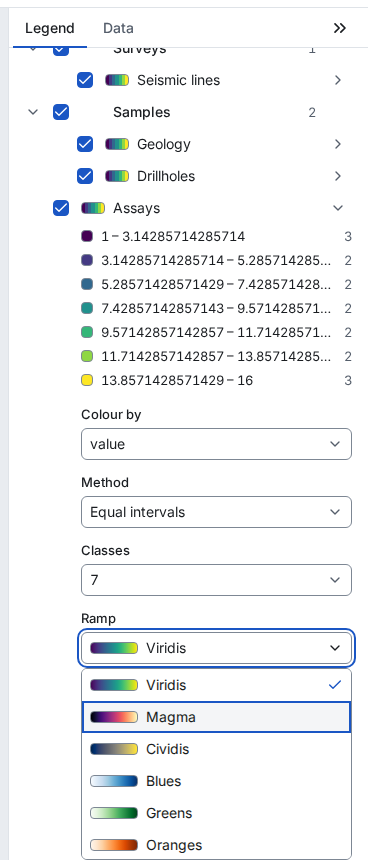 Legend Data
Surveys 1
Seismic lines
Samples 2
Geology
Drillholes
Assays
1 – 3.14285714285714 3
3.14285714285714 – 5.285714285... 2
5.28571428571429 – 7.428571428... 2
7.42857142857143 – 9.571428571... 2
9.57142857142857 – 11.71428571... 2
11.7142857142857 – 13.85714285... 2
13.8571428571429 – 16 3
Colour by
value
Method
Equal intervals
Classes
7
Ramp
Viridis
Viridis
Magma
Cividis
Blues
Greens
Oranges